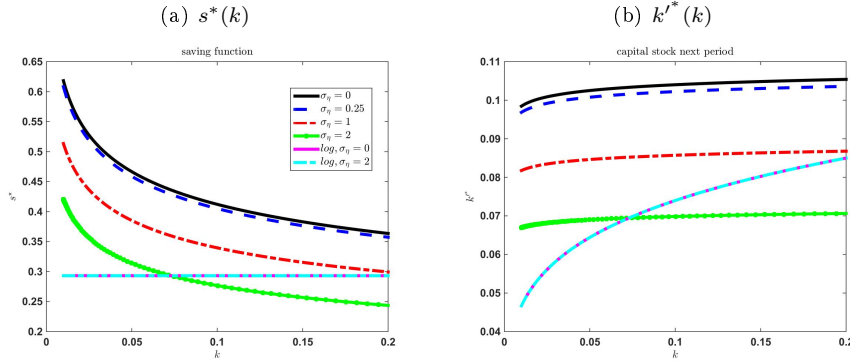 (a) s*(k)
saving function
0.65
0.6
0.55
0.5
0.45
0.4
0.35
0.3
0.25
0.2
s*
0
0.05
0.1
0.15
0.2
k
σ_η = 0
σ_η = 0.25
σ_η = 1
σ_η = 2
log, σ_η = 0
log, σ_η = 2
(b) k'*(k)
capital stock next period
0.11
0.1
0.09
0.08
0.07
0.06
0.05
0.04
k'*
0
0.05
0.1
0.15
0.2
k